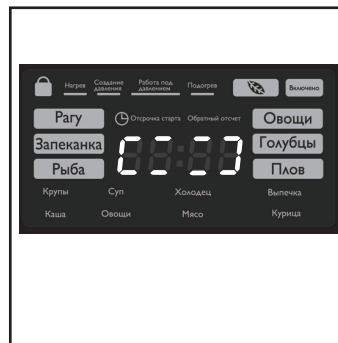 Нагрев Создание давления Работа под давлением Подогрев Включено
Рагу Отсрочка старта Обратный отсчет Овощи
Запеканка Голубцы
Рыба Плов
Крупы Суп Холодец Выпечка
Каша Овощи Мясо Курица